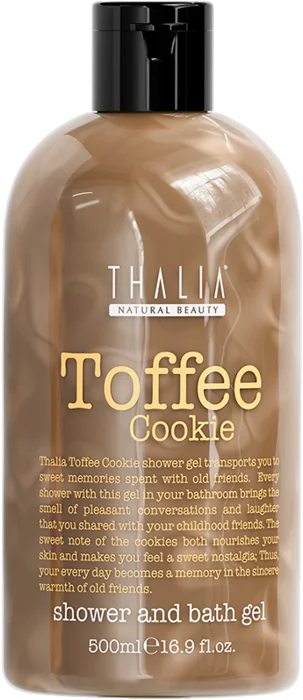 THALIA®
NATURAL BEAUTY
Toffee
Cookie
Thalia Toffee Cookie shower gel transports you to
sweet memories spent with old friends. Every
shower with this gel in your bathroom brings the
smell of pleasant conversations and laughter
that you shared with your childhood friends. The
sweet note of the cookies both nourishes your
skin and makes you feel a sweet nostalgia; Thus,
your every day becomes a memory in the sincere
warmth of old friends.
shower and bath gel
500ml℮16.9 fl.oz.